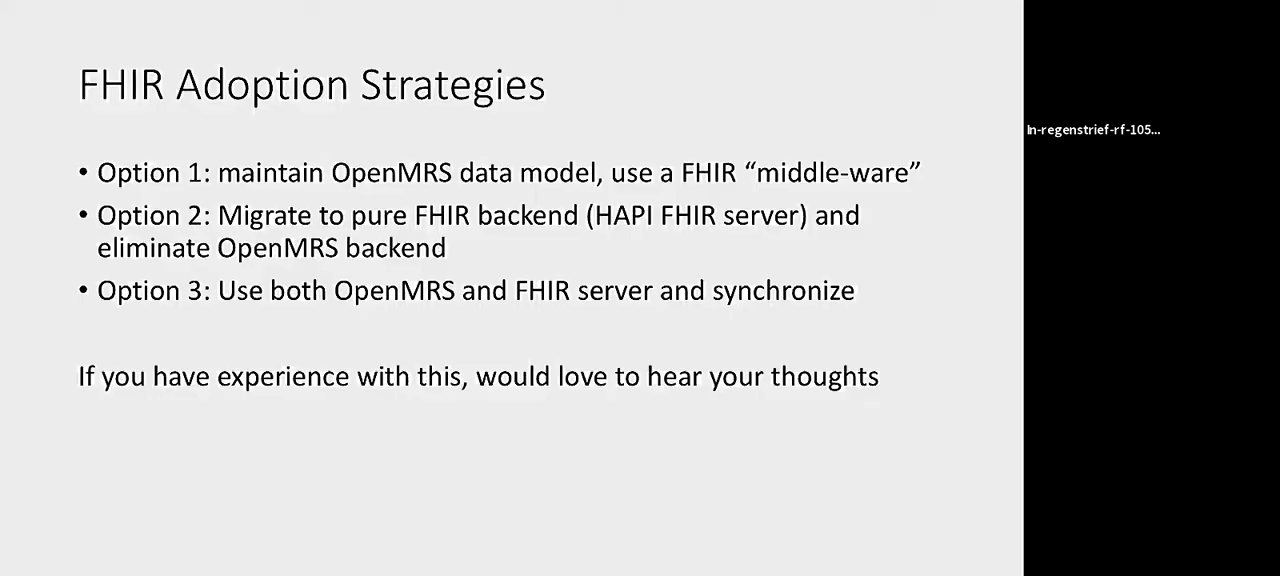 FHIR Adoption Strategies
• Option 1: maintain OpenMRS data model, use a FHIR “middle-ware”
• Option 2: Migrate to pure FHIR backend (HAPI FHIR server) and
eliminate OpenMRS backend
• Option 3: Use both OpenMRS and FHIR server and synchronize
If you have experience with this, would love to hear your thoughts
In-regenstrief-rf-105...